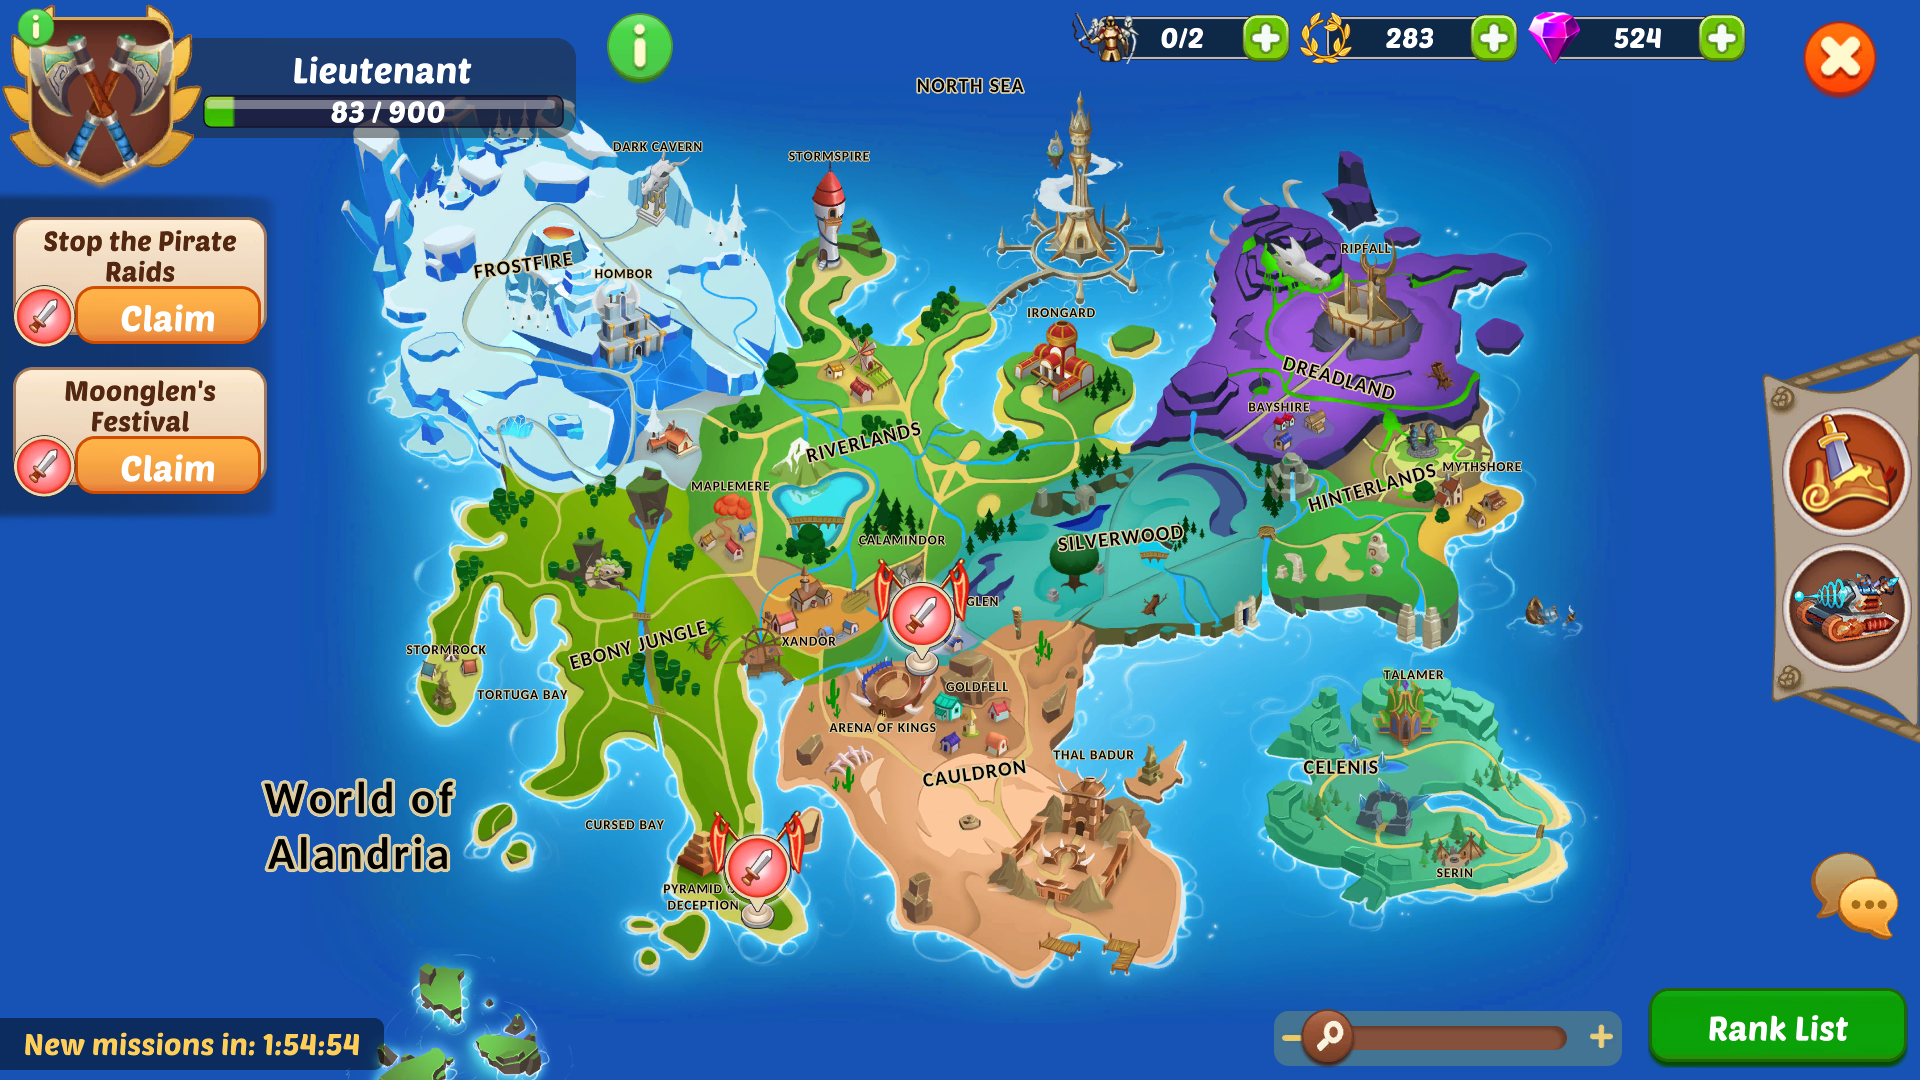 Lieutenant
83 / 900
0/2
283
524
Stop the Pirate
Raids
Claim
Moonglen's
Festival
Claim
NORTH SEA
DARK CAVERN
STORMSPIRE
FROSTFIRE
HOMBOR
IRONGARD
RIPFALL
DREADLAND
BAYSHIRE
RIVERLANDS
MAPLEMERE
MYTHSHORE
HINTERLANDS
CALAMINDOR
SILVERWOOD
GLEN
EBONY JUNGLE
XANDOR
STORMROCK
TORTUGA BAY
GOLDFELL
ARENA OF KINGS
TALAMER
THAL BADUR
CAULDRON
CELENIS
World of
Alandria
CURSED BAY
PYRAMID
DECEPTION
SERIN
New missions in: 1:54:54
Rank List